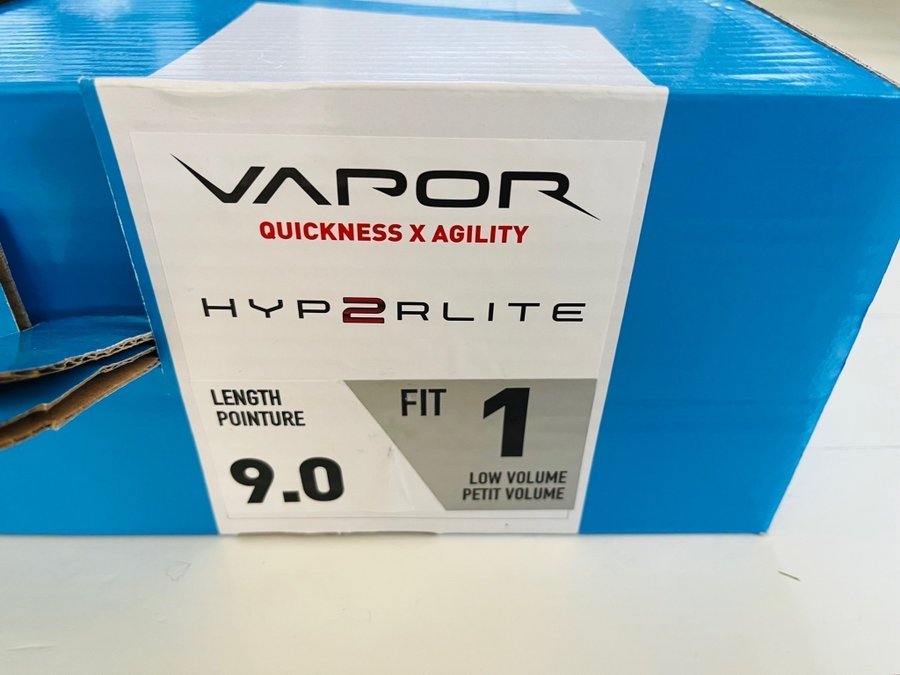 VAPOR
QUICKNESS X AGILITY
HYP2RLITE
LENGTH
POINTURE
9.0
FIT 1
LOW VOLUME
PETIT VOLUME